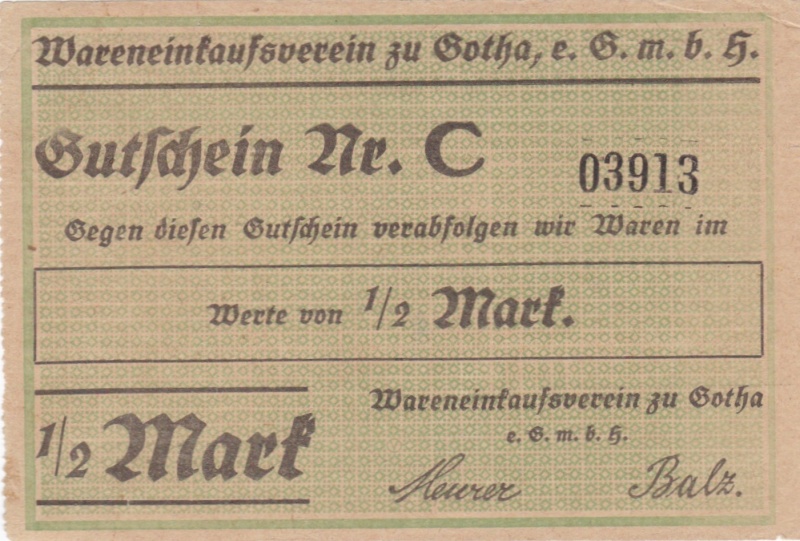 Wareneinkaufsverein zu Gotha, e. G. m. b. H.
Gutschein Nr. C 03913
Gegen diesen Gutschein verabfolgen wir Waren im
Werte von 1/2 Mark.
1/2 Mark
Wareneinkaufsverein zu Gotha
e. G. m. b. H.
Meurer Balz.